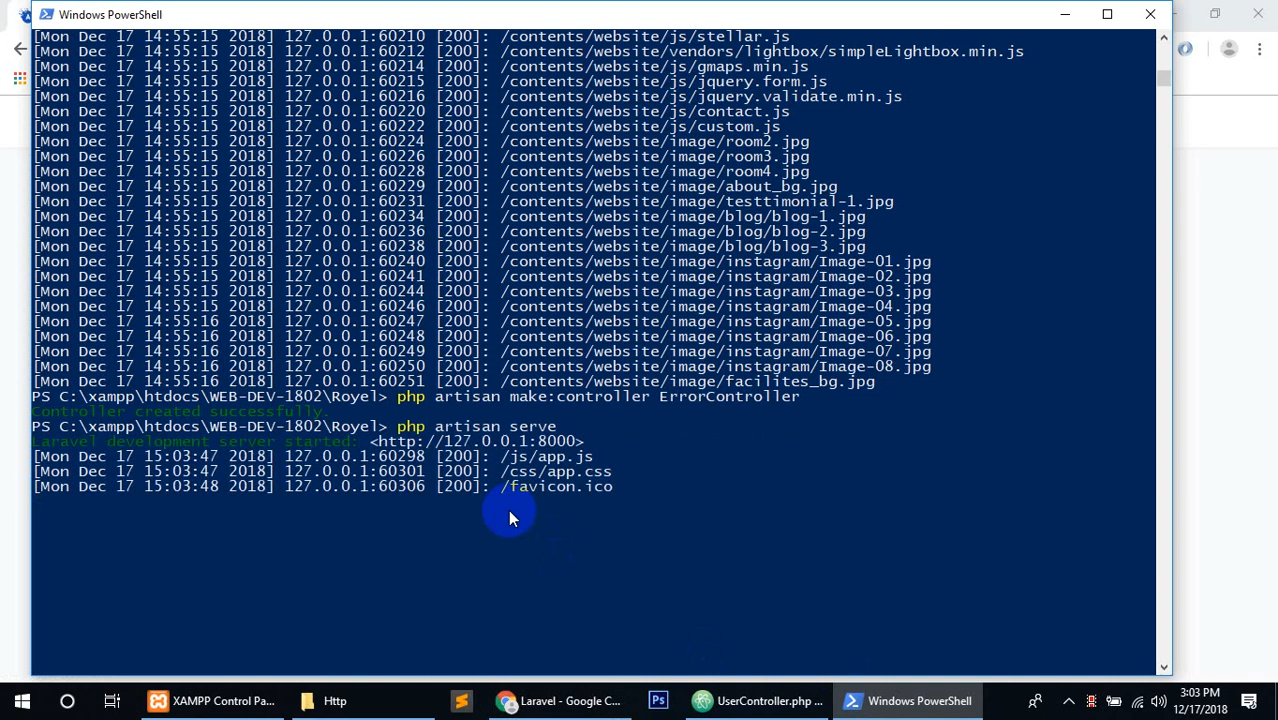 Windows PowerShell
[Mon Dec 17 14:55:15 2018] 127.0.0.1:60210 [200]: /contents/website/js/stellar.js
[Mon Dec 17 14:55:15 2018] 127.0.0.1:60212 [200]: /contents/website/vendors/lightbox/simpleLightbox.min.js
[Mon Dec 17 14:55:15 2018] 127.0.0.1:60214 [200]: /contents/website/js/gmaps.min.js
[Mon Dec 17 14:55:15 2018] 127.0.0.1:60215 [200]: /contents/website/js/jquery.form.js
[Mon Dec 17 14:55:15 2018] 127.0.0.1:60216 [200]: /contents/website/js/jquery.validate.min.js
[Mon Dec 17 14:55:15 2018] 127.0.0.1:60220 [200]: /contents/website/js/contact.js
[Mon Dec 17 14:55:15 2018] 127.0.0.1:60222 [200]: /contents/website/js/custom.js
[Mon Dec 17 14:55:15 2018] 127.0.0.1:60224 [200]: /contents/website/image/room2.jpg
[Mon Dec 17 14:55:15 2018] 127.0.0.1:60226 [200]: /contents/website/image/room3.jpg
[Mon Dec 17 14:55:15 2018] 127.0.0.1:60228 [200]: /contents/website/image/room4.jpg
[Mon Dec 17 14:55:15 2018] 127.0.0.1:60229 [200]: /contents/website/image/about_bg.jpg
[Mon Dec 17 14:55:15 2018] 127.0.0.1:60231 [200]: /contents/website/image/testtimonial-1.jpg
[Mon Dec 17 14:55:15 2018] 127.0.0.1:60234 [200]: /contents/website/image/blog/blog-1.jpg
[Mon Dec 17 14:55:15 2018] 127.0.0.1:60236 [200]: /contents/website/image/blog/blog-2.jpg
[Mon Dec 17 14:55:15 2018] 127.0.0.1:60238 [200]: /contents/website/image/blog/blog-3.jpg
[Mon Dec 17 14:55:15 2018] 127.0.0.1:60240 [200]: /contents/website/image/instagram/Image-01.jpg
[Mon Dec 17 14:55:15 2018] 127.0.0.1:60241 [200]: /contents/website/image/instagram/Image-02.jpg
[Mon Dec 17 14:55:15 2018] 127.0.0.1:60244 [200]: /contents/website/image/instagram/Image-03.jpg
[Mon Dec 17 14:55:15 2018] 127.0.0.1:60246 [200]: /contents/website/image/instagram/Image-04.jpg
[Mon Dec 17 14:55:16 2018] 127.0.0.1:60247 [200]: /contents/website/image/instagram/Image-05.jpg
[Mon Dec 17 14:55:16 2018] 127.0.0.1:60248 [200]: /contents/website/image/instagram/Image-06.jpg
[Mon Dec 17 14:55:16 2018] 127.0.0.1:60249 [200]: /contents/website/image/instagram/Image-07.jpg
[Mon Dec 17 14:55:16 2018] 127.0.0.1:60250 [200]: /contents/website/image/instagram/Image-08.jpg
[Mon Dec 17 14:55:16 2018] 127.0.0.1:60251 [200]: /contents/website/image/facilites_bg.jpg
PS C:\xampp\htdocs\WEB-DEV-1802\Royel> php artisan make:controller ErrorController
Controller created successfully.
PS C:\xampp\htdocs\WEB-DEV-1802\Royel> php artisan serve
Laravel development server started: <http://127.0.0.1:8000>
[Mon Dec 17 15:03:47 2018] 127.0.0.1:60298 [200]: /js/app.js
[Mon Dec 17 15:03:47 2018] 127.0.0.1:60301 [200]: /css/app.css
[Mon Dec 17 15:03:48 2018] 127.0.0.1:60306 [200]: /favicon.ico
XAMPP Control Pa...
Http
Laravel - Google C...
Ps
UserController.php ...
Windows PowerShell
3:03 PM
12/17/2018